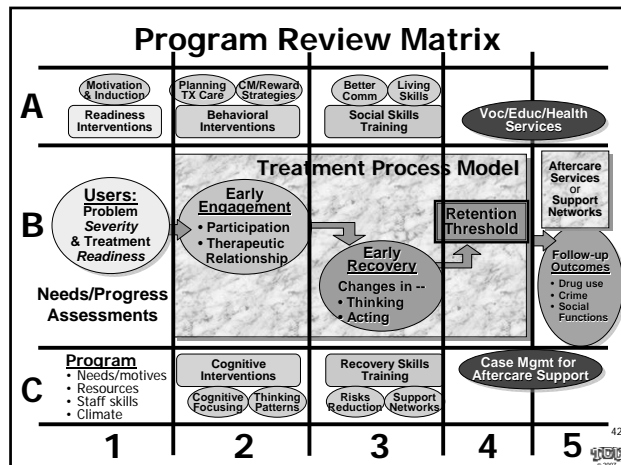 Program Review Matrix
A
Motivation
& Induction
Readiness
Interventions
Planning
TX Care
CM/Reward
Strategies
Behavioral
Interventions
Better
Comm
Living
Skills
Social Skills
Training
Voc/Educ/Health
Services
B
Treatment Process Model
Users:
Problem
Severity
& Treatment
Readiness
Needs/Progress
Assessments
Early
Engagement
• Participation
• Therapeutic
Relationship
Early
Recovery
Changes in --
• Thinking
• Acting
Retention
Threshold
Aftercare
Services
or
Support
Networks
Follow-up
Outcomes
• Drug use
• Crime
• Social
Functions
C
Program
• Needs/motives
• Resources
• Staff skills
• Climate
Cognitive
Interventions
Cognitive
Focusing
Thinking
Patterns
Recovery Skills
Training
Risks
Reduction
Support
Networks
Case Mgmt for
Aftercare Support
1
2
3
4
5
42
© 2007